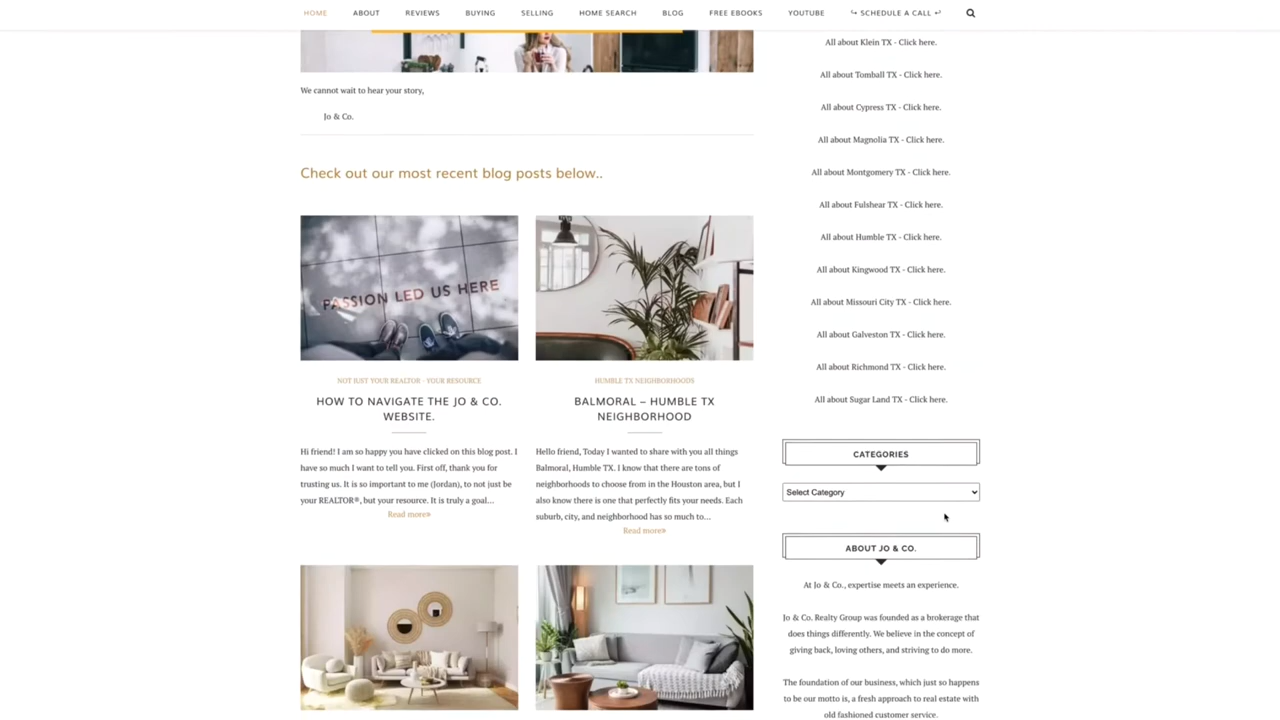 HOME ABOUT REVIEWS BUYING SELLING HOME SEARCH BLOG FREE EBOOKS YOUTUBE ↪ SCHEDULE A CALL ↩
We cannot wait to hear your story,
Jo & Co.
Check out our most recent blog posts below..
PASSION LED US HERE
NOT JUST YOUR REALTOR - YOUR RESOURCE
HOW TO NAVIGATE THE JO & CO.
WEBSITE.
Hi friend! I am so happy you have clicked on this blog post. I
have so much I want to tell you. First off, thank you for
trusting us. It is so important to me (Jordan), to not just be
your REALTOR®, but your resource. It is truly a goal...
Read more»
HUMBLE TX NEIGHBORHOODS
BALMORAL – HUMBLE TX
NEIGHBORHOOD
Hello friend, Today I wanted to share with you all things
Balmoral, Humble TX. I know that there are tons of
neighborhoods to choose from in the Houston area, but I
also know there is one that perfectly fits your needs. Each
suburb, city, and neighborhood has so much to...
Read more»
All about Klein TX - Click here.
All about Tomball TX - Click here.
All about Cypress TX - Click here.
All about Magnolia TX - Click here.
All about Montgomery TX - Click here.
All about Fulshear TX - Click here.
All about Humble TX - Click here.
All about Kingwood TX - Click here.
All about Missouri City TX - Click here.
All about Galveston TX - Click here.
All about Richmond TX - Click here.
All about Sugar Land TX - Click here.
CATEGORIES
Select Category
ABOUT JO & CO.
At Jo & Co., expertise meets an experience.
Jo & Co. Realty Group was founded as a brokerage that
does things differently. We believe in the concept of
giving back, loving others, and striving to do more.
The foundation of our business, which just so happens
to be our motto is, a fresh approach to real estate with
old fashioned customer service.